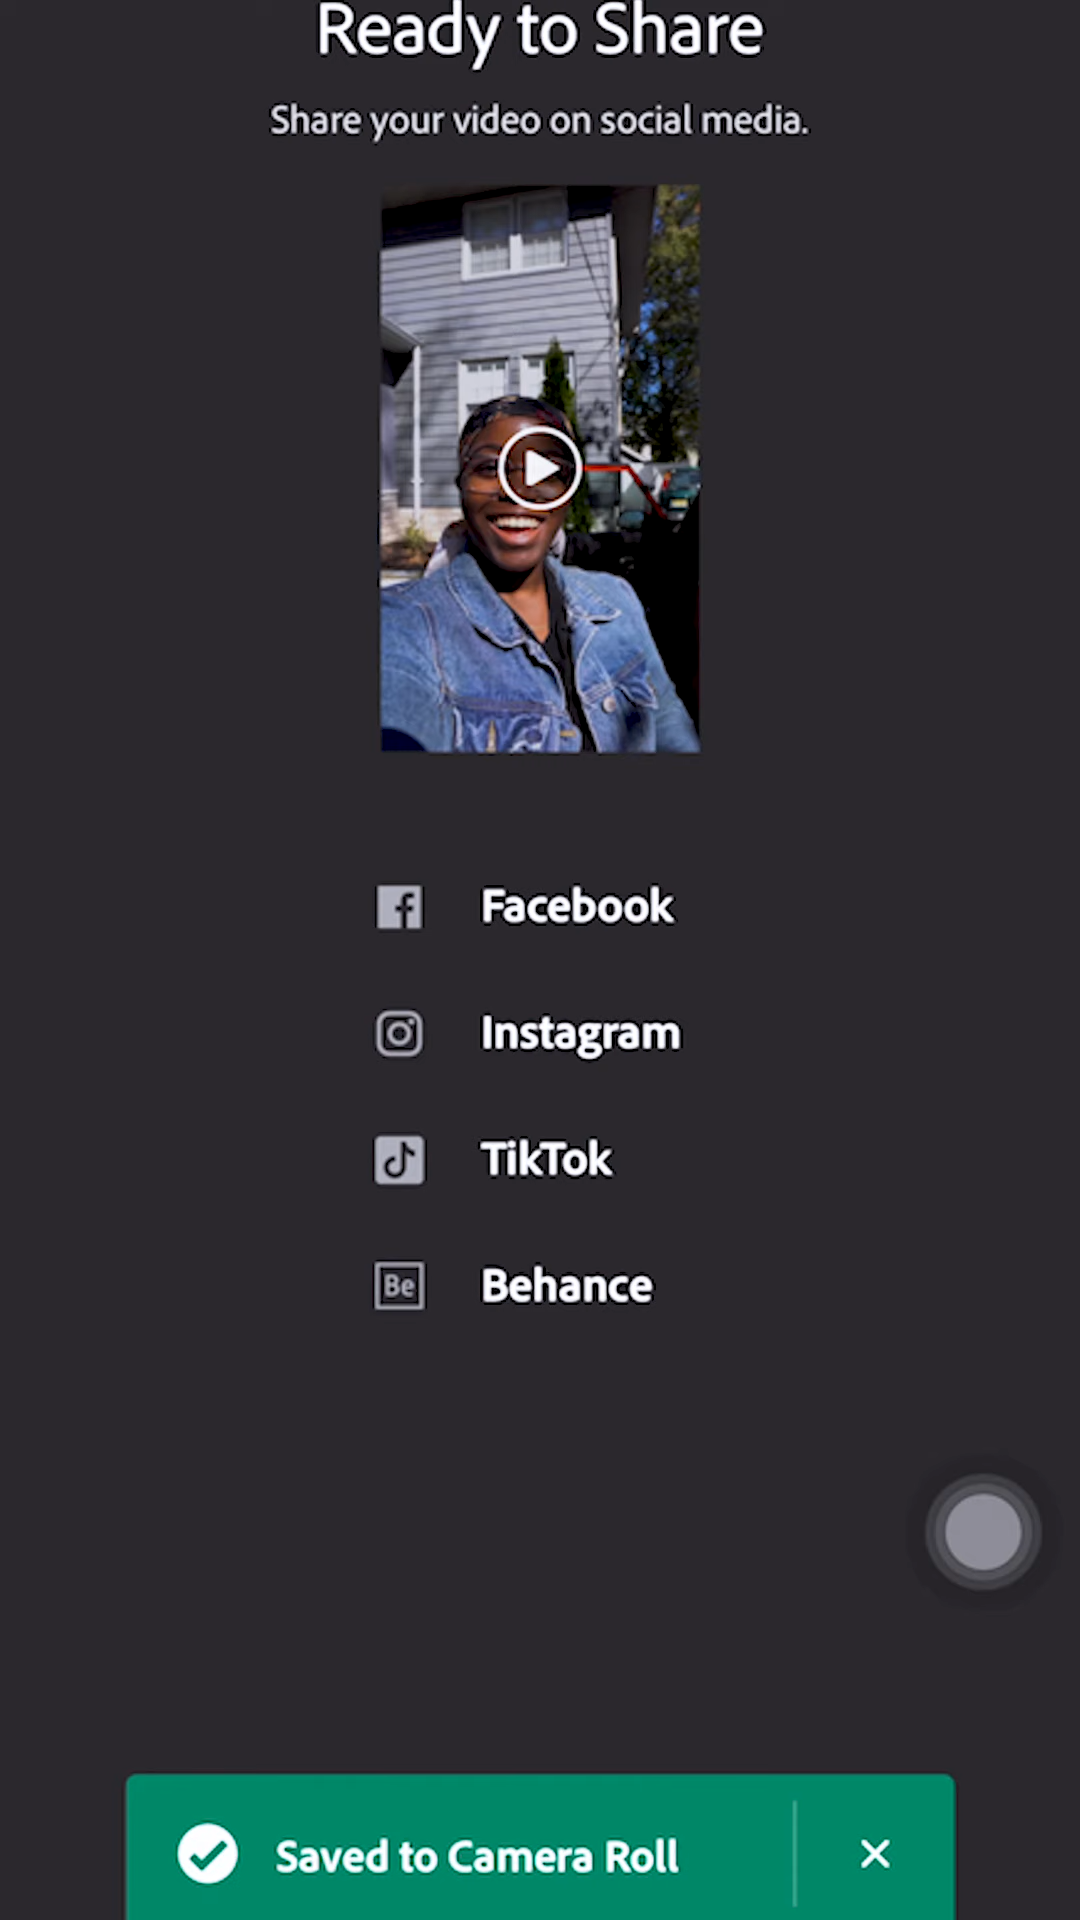 Ready to Share
Share your video on social media.
Facebook
Instagram
TikTok
Be
Behance
Saved to Camera Roll